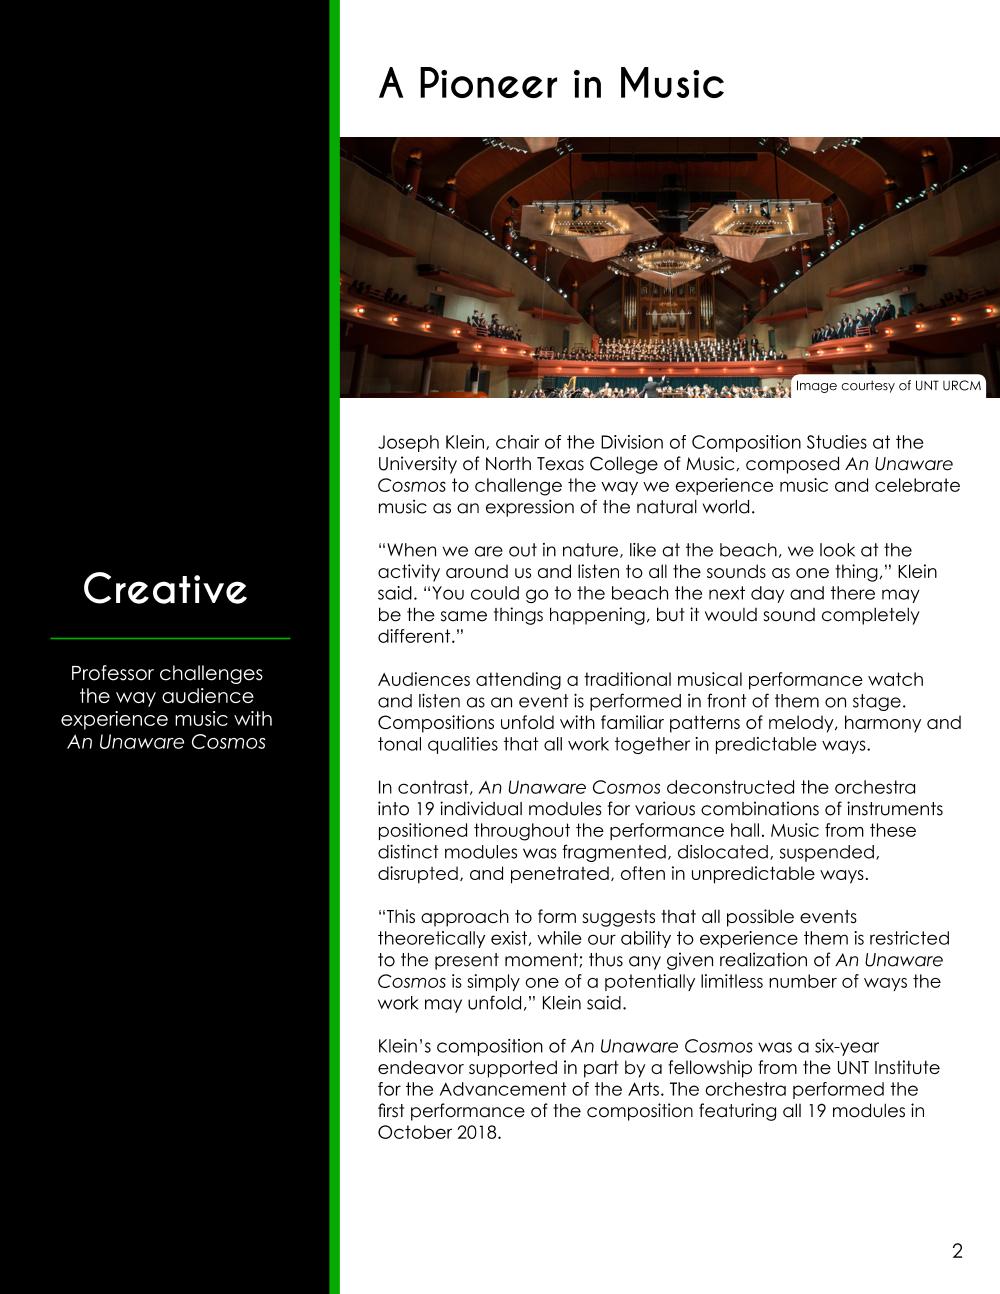 A Pioneer in Music
Image courtesy of UNT URCM
Creative
Professor challenges
the way audience
experience music with
An Unaware Cosmos
Joseph Klein, chair of the Division of Composition Studies at the
University of North Texas College of Music, composed An Unaware
Cosmos to challenge the way we experience music and celebrate
music as an expression of the natural world.
“When we are out in nature, like at the beach, we look at the
activity around us and listen to all the sounds as one thing,” Klein
said. “You could go to the beach the next day and there may
be the same things happening, but it would sound completely
different.”
Audiences attending a traditional musical performance watch
and listen as an event is performed in front of them on stage.
Compositions unfold with familiar patterns of melody, harmony and
tonal qualities that all work together in predictable ways.
In contrast, An Unaware Cosmos deconstructed the orchestra
into 19 individual modules for various combinations of instruments
positioned throughout the performance hall. Music from these
distinct modules was fragmented, dislocated, suspended,
disrupted, and penetrated, often in unpredictable ways.
“This approach to form suggests that all possible events
theoretically exist, while our ability to experience them is restricted
to the present moment; thus any given realization of An Unaware
Cosmos is simply one of a potentially limitless number of ways the
work may unfold,” Klein said.
Klein’s composition of An Unaware Cosmos was a six-year
endeavor supported in part by a fellowship from the UNT Institute
for the Advancement of the Arts. The orchestra performed the
first performance of the composition featuring all 19 modules in
October 2018.
2